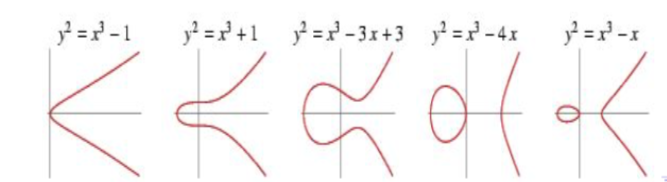 y² = x³ – 1 y² = x³ + 1 y² = x³ – 3x + 3 y² = x³ – 4x y² = x³ – x